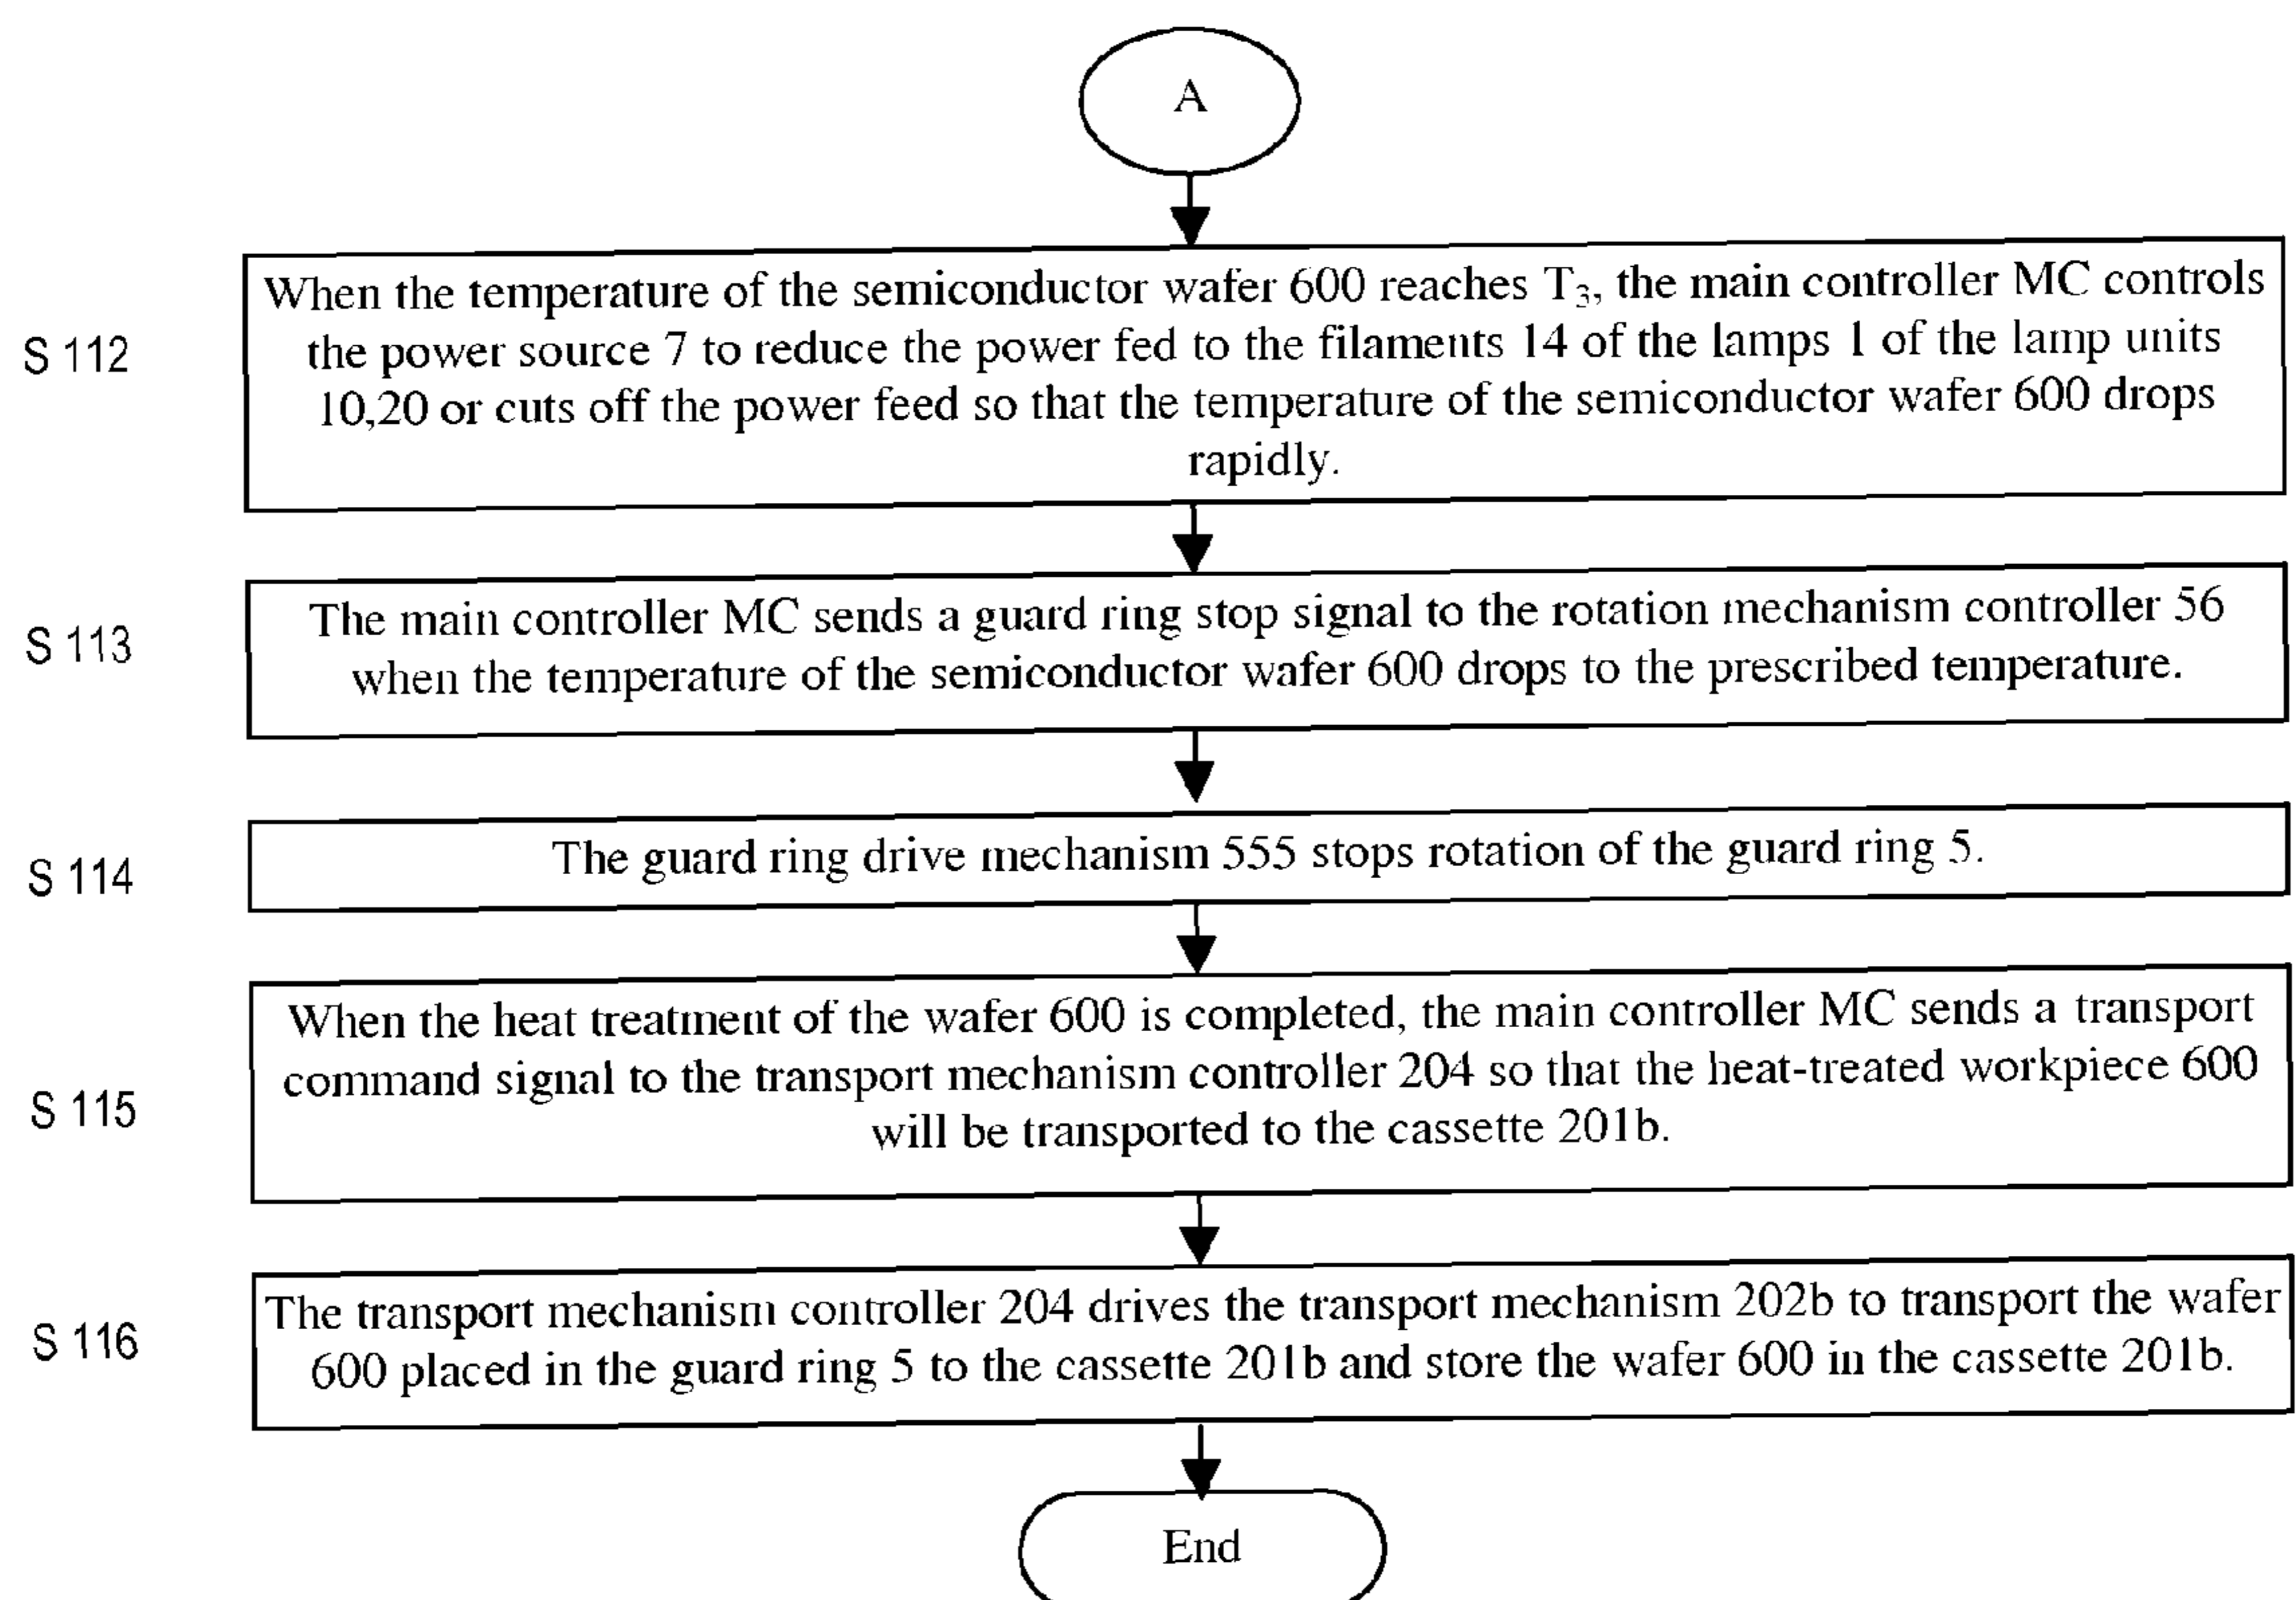 A
S 112
When the temperature of the semiconductor wafer 600 reaches T₃, the main controller MC controls
the power source 7 to reduce the power fed to the filaments 14 of the lamps 1 of the lamp units
10,20 or cuts off the power feed so that the temperature of the semiconductor wafer 600 drops
rapidly.
S 113
The main controller MC sends a guard ring stop signal to the rotation mechanism controller 56
when the temperature of the semiconductor wafer 600 drops to the prescribed temperature.
S 114
The guard ring drive mechanism 555 stops rotation of the guard ring 5.
S 115
When the heat treatment of the wafer 600 is completed, the main controller MC sends a transport
command signal to the transport mechanism controller 204 so that the heat-treated workpiece 600
will be transported to the cassette 201b.
S 116
The transport mechanism controller 204 drives the transport mechanism 202b to transport the wafer
600 placed in the guard ring 5 to the cassette 201b and store the wafer 600 in the cassette 201b.
End